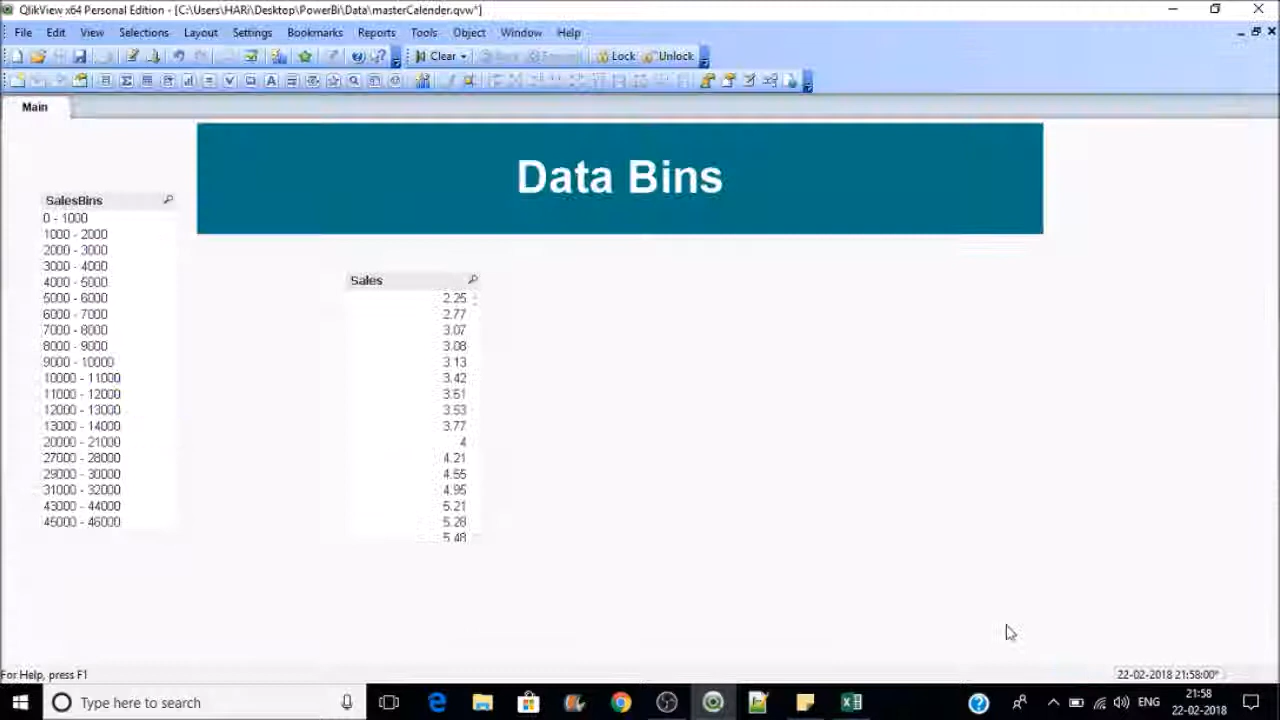 QlikView x64 Personal Edition - [C:\Users\HARi\Desktop\PowerBi\Data\masterCalender.qvw*]
File Edit View Selections Layout Settings Bookmarks Reports Tools Object Window Help
Clear Lock Unlock
Main
Data Bins
SalesBins
0 - 1000
1000 - 2000
2000 - 3000
3000 - 4000
4000 - 5000
5000 - 6000
6000 - 7000
7000 - 8000
8000 - 9000
9000 - 10000
10000 - 11000
11000 - 12000
12000 - 13000
13000 - 14000
20000 - 21000
27000 - 28000
29000 - 30000
31000 - 32000
43000 - 44000
45000 - 46000
Sales
2.25
2.77
3.07
3.08
3.13
3.42
3.51
3.53
3.77
4
4.21
4.55
4.95
5.21
5.28
5.48
For Help, press F1
22-02-2018 21:58:00*
Type here to search
ENG
21:58
22-02-2018